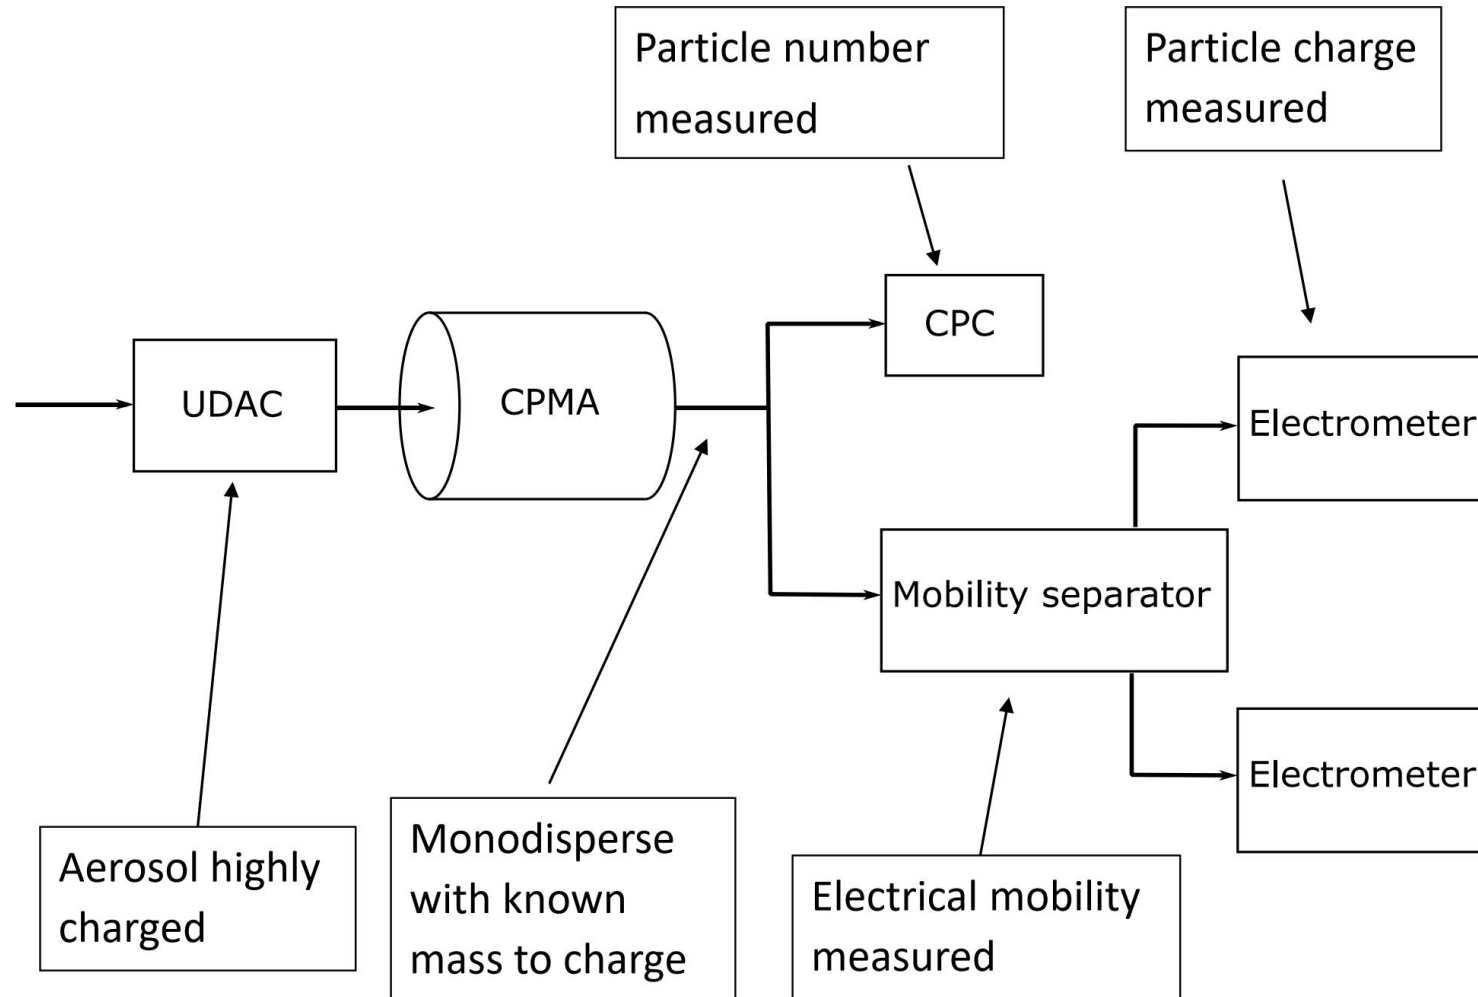 Particle number
measured
Particle charge
measured
CPC
UDAC
CPMA
Electrometer
Mobility separator
Electrometer
Aerosol highly
charged
Monodisperse
with known
mass to charge
Electrical mobility
measured